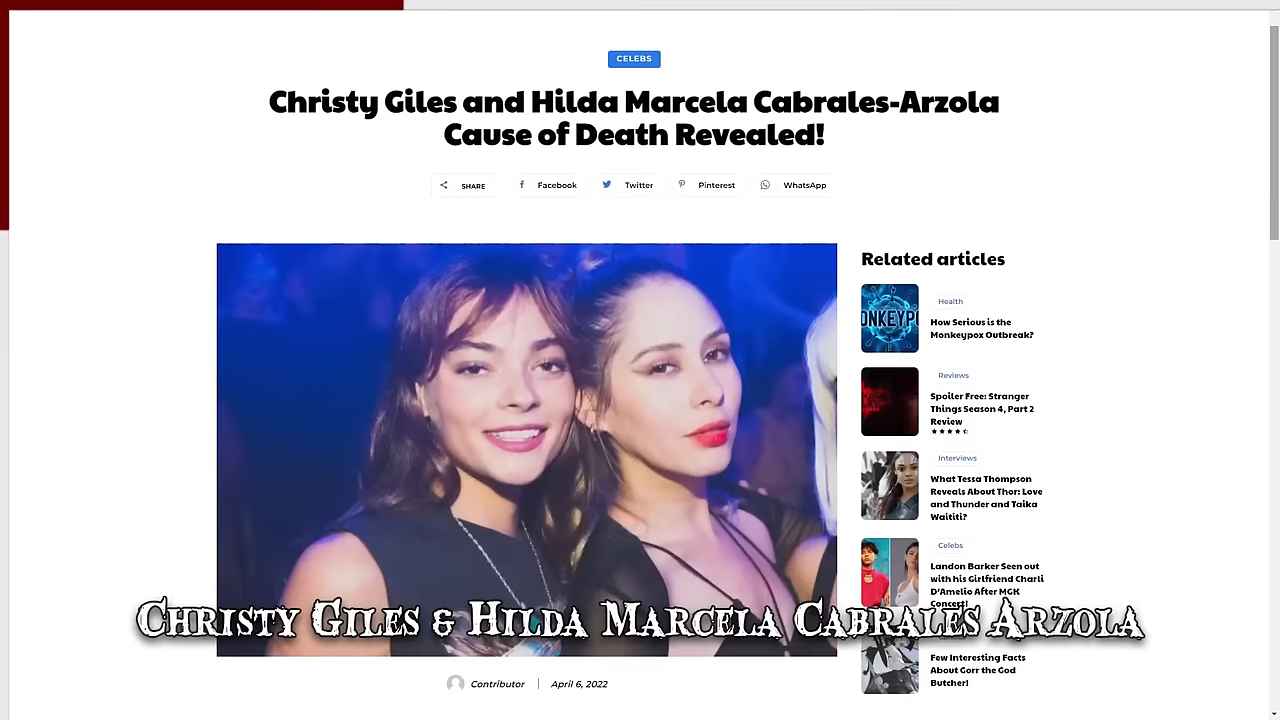 CELEBS
Christy Giles and Hilda Marcela Cabrales-Arzola
Cause of Death Revealed!
SHARE
Facebook
Twitter
Pinterest
WhatsApp
Related articles
Health
How Serious is the
Monkeypox Outbreak?
Reviews
Spoiler Free: Stranger
Things Season 4, Part 2
Review
Interviews
What Tessa Thompson
Reveals About Thor: Love
and Thunder and Taika
Waititi?
Celebs
Landon Barker Seen out
with his Girlfriend Charli
D'Amelio After MGK
Concert!
CHRISTY GILES & HILDA MARCELA CABRALES ARZOLA
Few Interesting Facts
About Gorr the God
Butcher!
Contributor
April 6, 2022